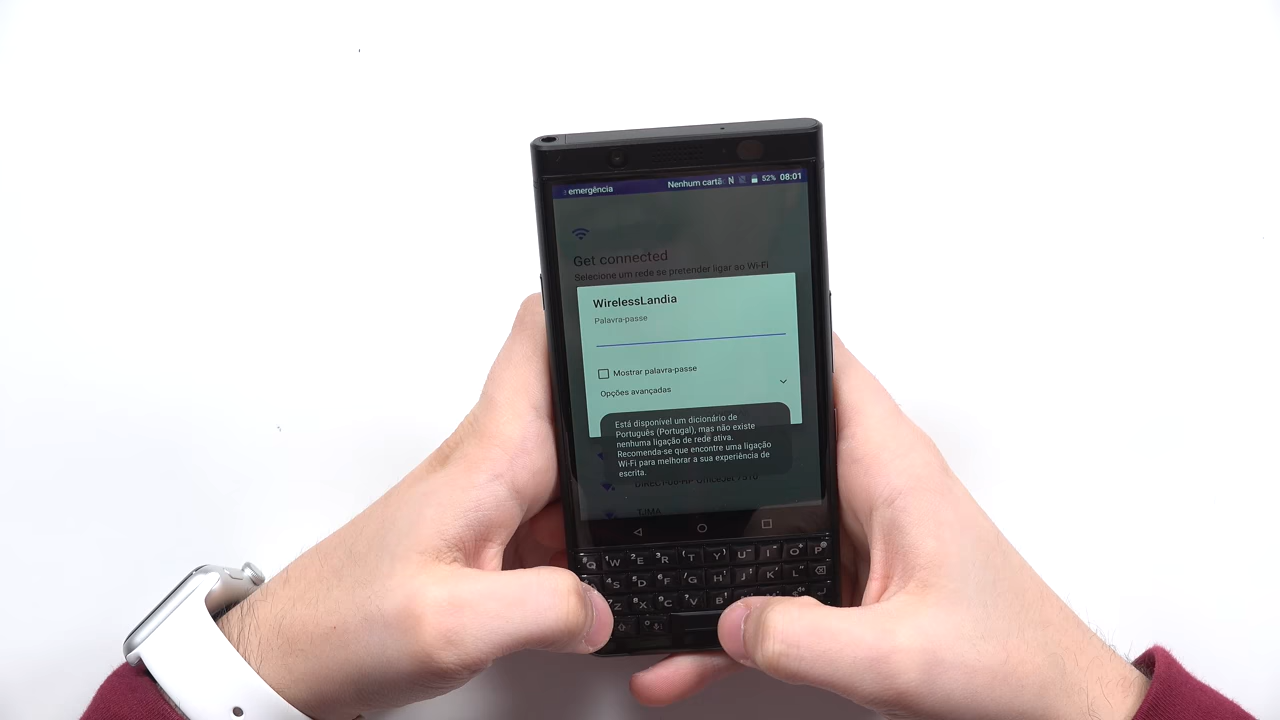 emergência Nenhum cartã 52% 08:01
Get connected
Selecione um rede se pretender ligar ao Wi-Fi
WirelessLandia
Palavra-passe
Mostrar palavra-passe
Opções avançadas
Está disponível um dicionário de
Português (Portugal), mas não existe
nenhuma ligação de rede ativa.
Recomenda-se que encontre uma ligação
Wi-Fi para melhorar a sua experiência de
escrita.
TJMA
Q W E R T Y U I O P
S D F G H J K L
Z X C V B